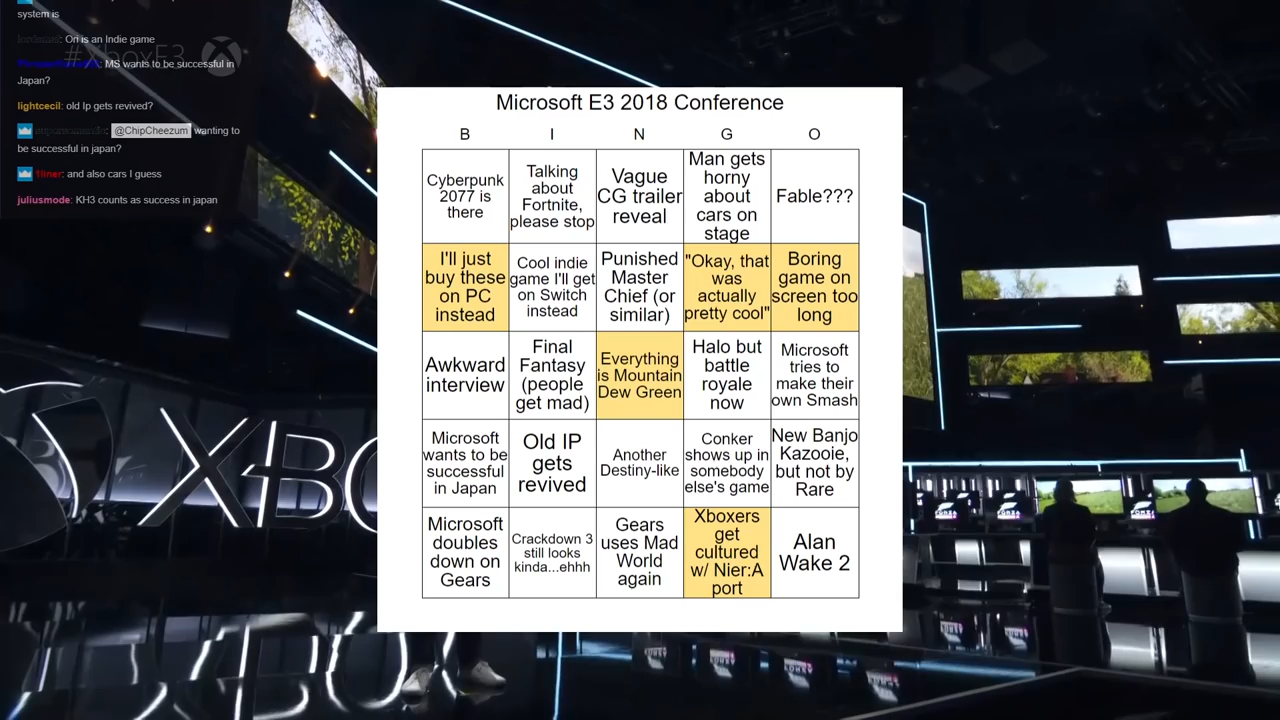 system is
Ori is an Indie game
#XboxE3
: MS wants to be successful in
Japan?
lightcecil: old Ip gets revived?
@ChipCheezum wanting to
be successful in japan?
1liner: and also cars I guess
juliusmode: KH3 counts as success in japan
Microsoft E3 2018 Conference
B I N G O
Cyberpunk
2077 is
there
Talking
about
Fortnite,
please stop
Vague
CG trailer
reveal
Man gets
horny
about
cars on
stage
Fable???
I'll just
buy these
on PC
instead
Cool indie
game I'll get
on Switch
instead
Punished
Master
Chief (or
similar)
"Okay, that
was
actually
pretty cool"
Boring
game on
screen too
long
Awkward
interview
Final
Fantasy
(people
get mad)
Everything
is Mountain
Dew Green
Halo but
battle
royale
now
Microsoft
tries to
make their
own Smash
Microsoft
wants to be
successful
in Japan
Old IP
gets
revived
Another
Destiny-like
Conker
shows up in
somebody
else's game
New Banjo
Kazooie,
but not by
Rare
Microsoft
doubles
down on
Gears
Crackdown 3
still looks
kinda...ehhh
Gears
uses Mad
World
again
Xboxers
get
cultured
w/ Nier:A
port
Alan
Wake 2
XBO